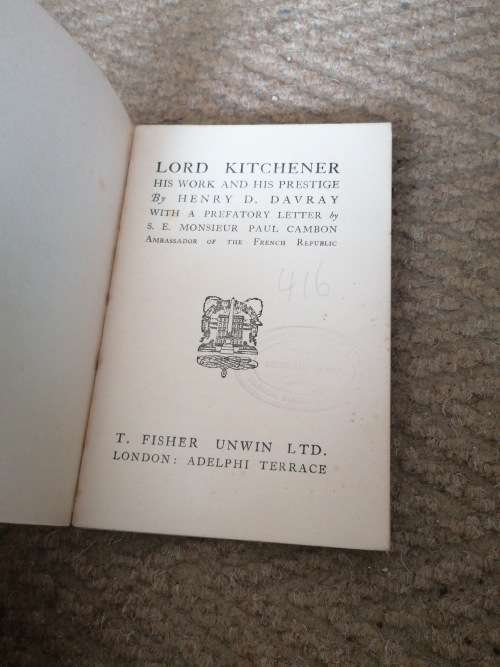 LORD KITCHENER
HIS WORK AND HIS PRESTIGE
By HENRY D. DAVRAY
WITH A PREFATORY LETTER by
S. E. MONSIEUR PAUL CAMBON
AMBASSADOR OF THE FRENCH REPUBLIC
416
T. FISHER UNWIN LTD.
LONDON: ADELPHI TERRACE